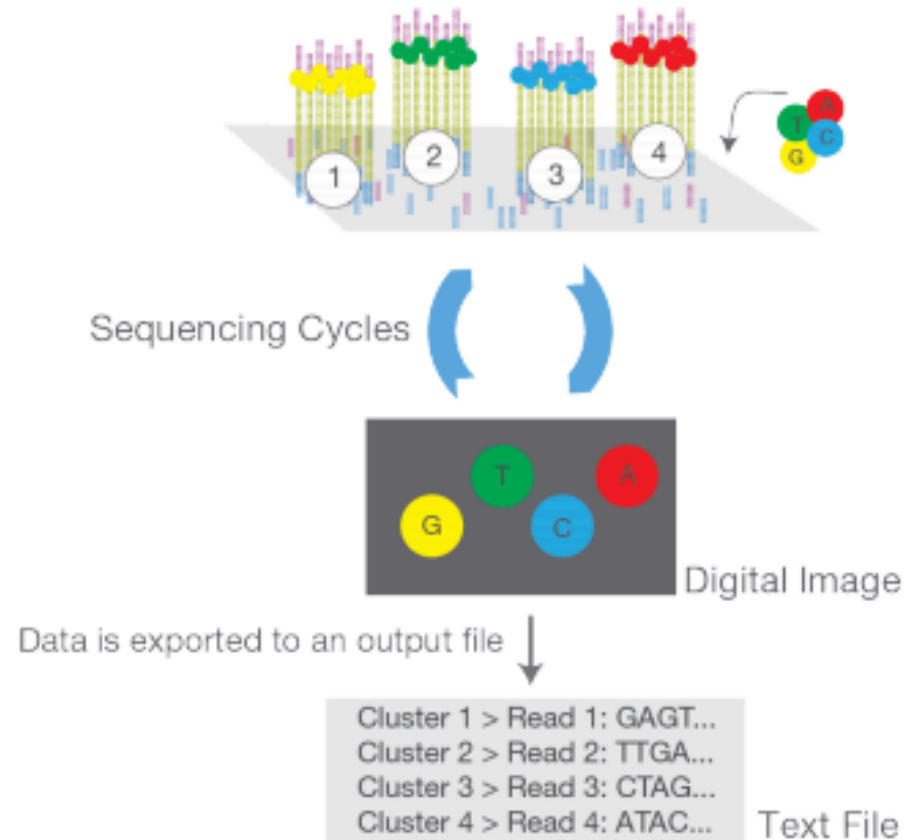 1
2
3
4
A
T
C
G
Sequencing Cycles
T
A
G
C
Digital Image
Data is exported to an output file
Cluster 1 > Read 1: GAGT...
Cluster 2 > Read 2: TTGA...
Cluster 3 > Read 3: CTAG...
Cluster 4 > Read 4: ATAC...
Text File